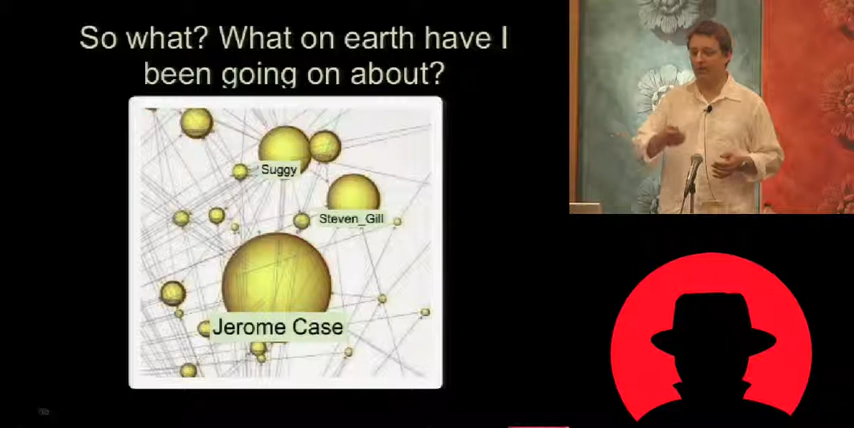 So what? What on earth have I
been going on about?
Suggy
Steven_Gill
Jerome Case